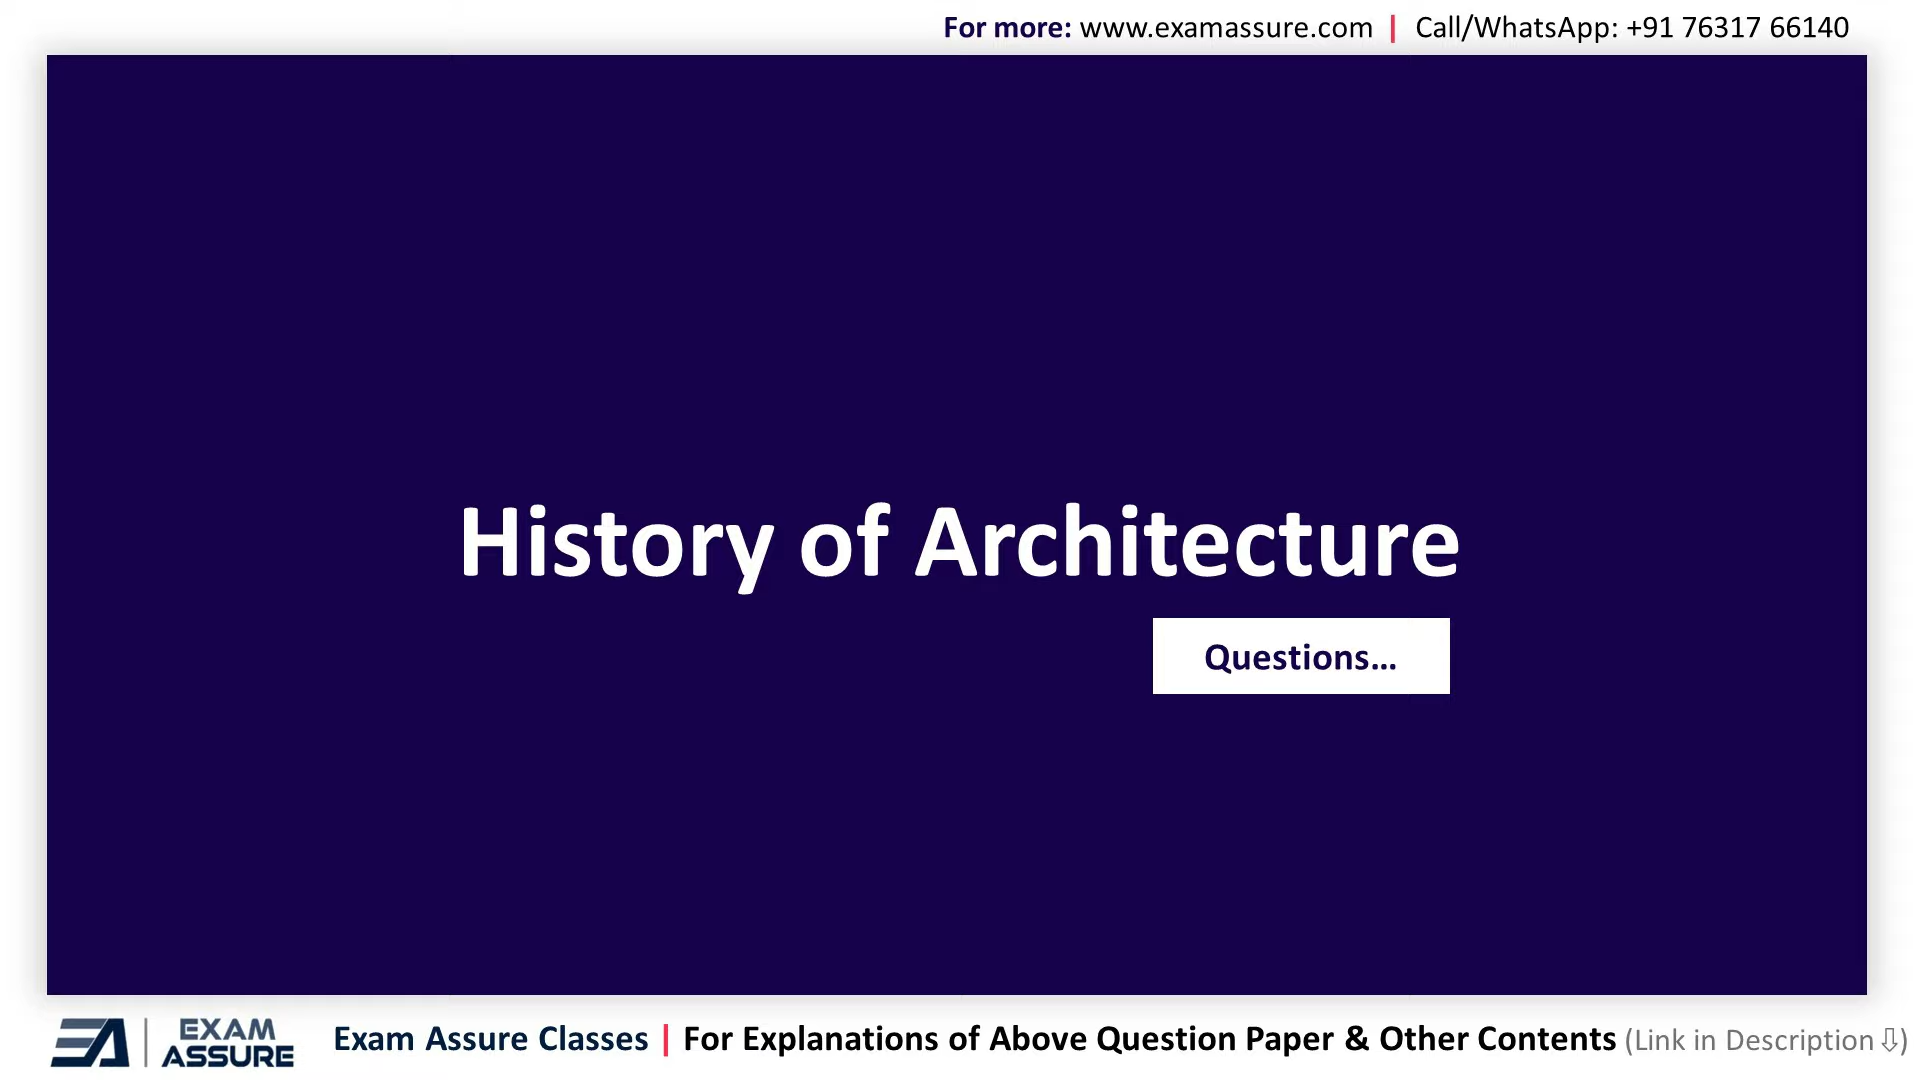 For more: www.examassure.com | Call/WhatsApp: +91 76317 66140
History of Architecture
Questions...
EXAM
ASSURE
Exam Assure Classes | For Explanations of Above Question Paper & Other Contents (Link in Description ⇩)